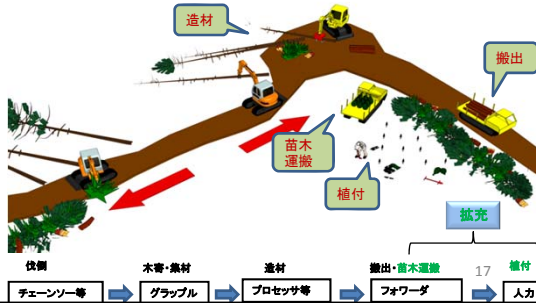 造材
搬出
苗木
運搬
植付
拡充
伐倒 木寄・集材 造材 搬出・苗木運搬 17 植付
チェーンソー等 グラップル プロセッサ等 フォワーダ 人力